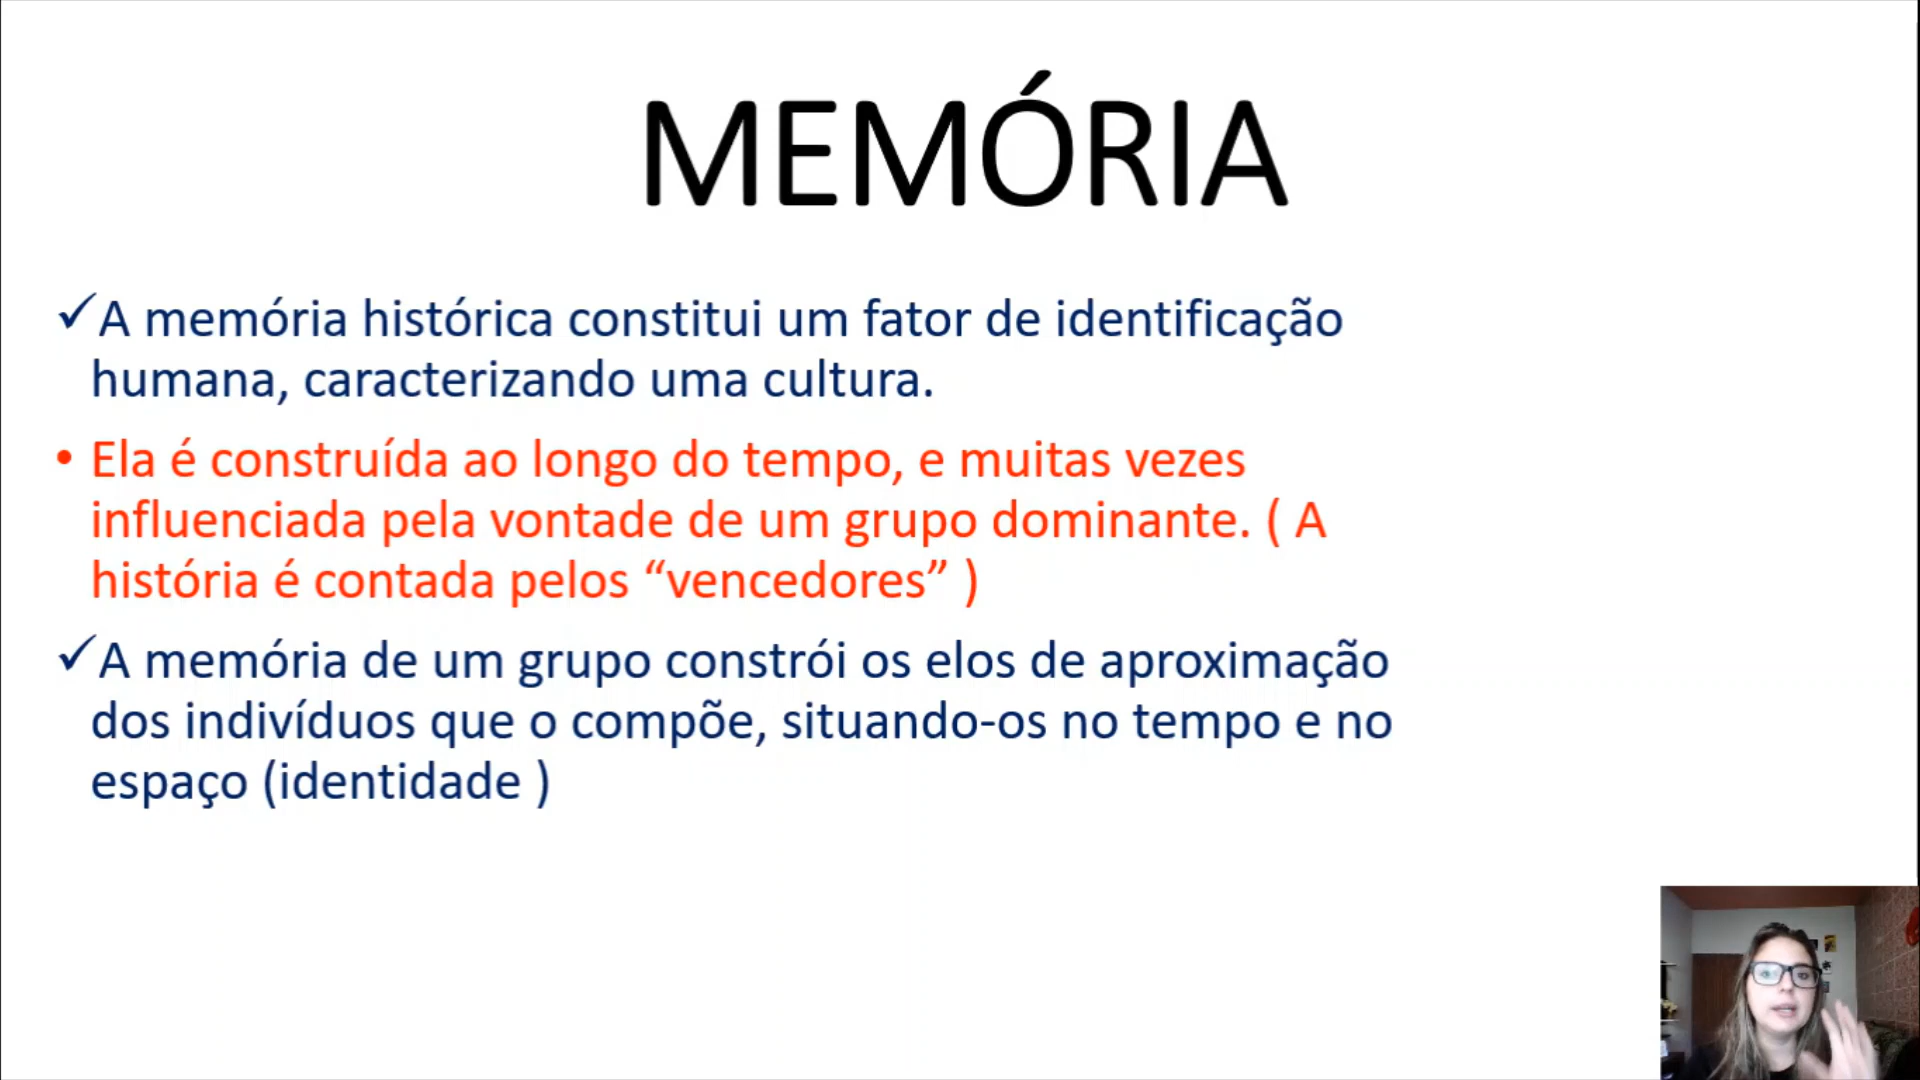 MEMÓRIA
✓A memória histórica constitui um fator de identificação
humana, caracterizando uma cultura.
• Ela é construída ao longo do tempo, e muitas vezes
influenciada pela vontade de um grupo dominante. ( A
história é contada pelos “vencedores” )
✓A memória de um grupo constrói os elos de aproximação
dos indivíduos que o compõe, situando-os no tempo e no
espaço (identidade )